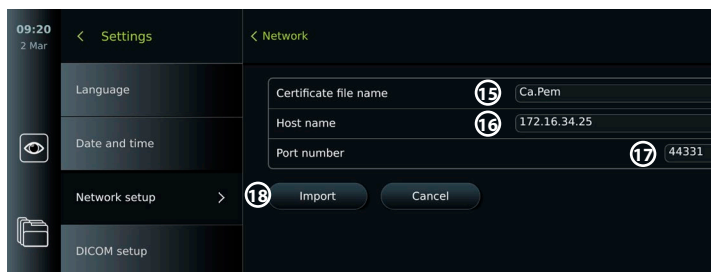 09:20
2 Mar
Settings
Network
Language
Date and time
Network setup
DICOM setup
Certificate file name 15 Ca.Pem
Host name 16 172.16.34.25
Port number 17 44331
18 Import Cancel